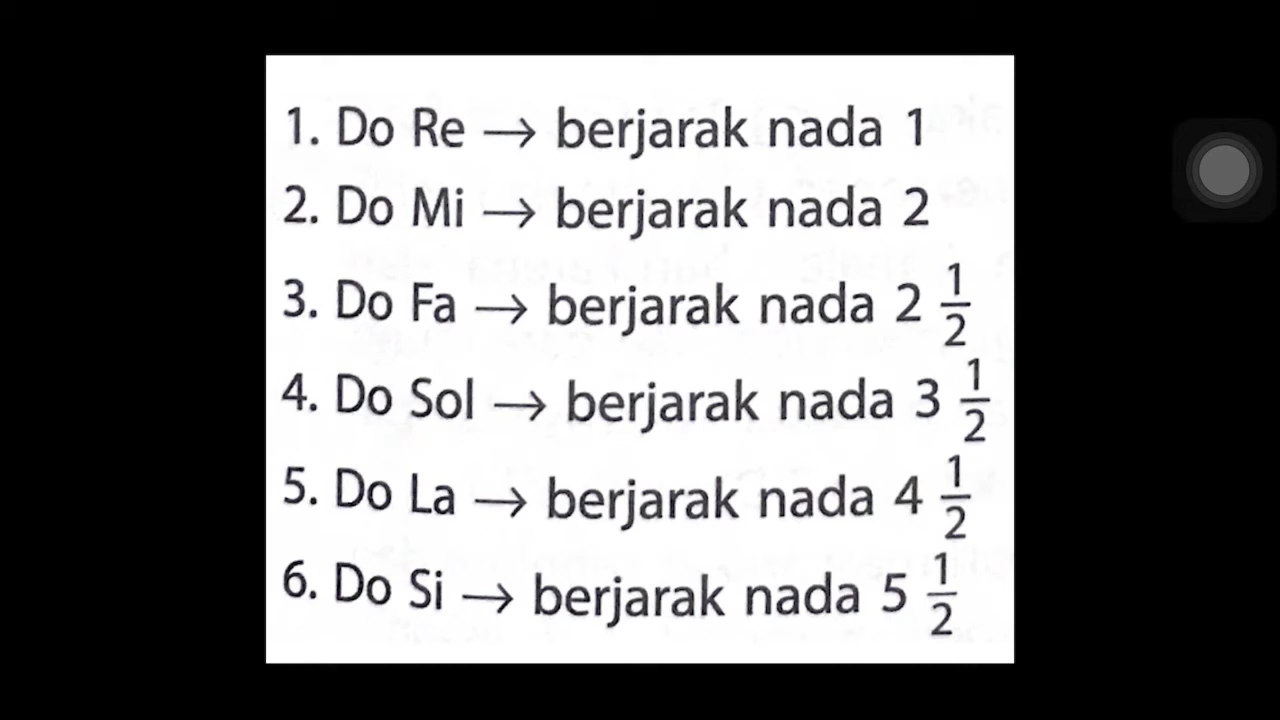 1. Do Re → berjarak nada 1
2. Do Mi → berjarak nada 2
3. Do Fa → berjarak nada 2 1/2
4. Do Sol → berjarak nada 3 1/2
5. Do La → berjarak nada 4 1/2
6. Do Si → berjarak nada 5 1/2